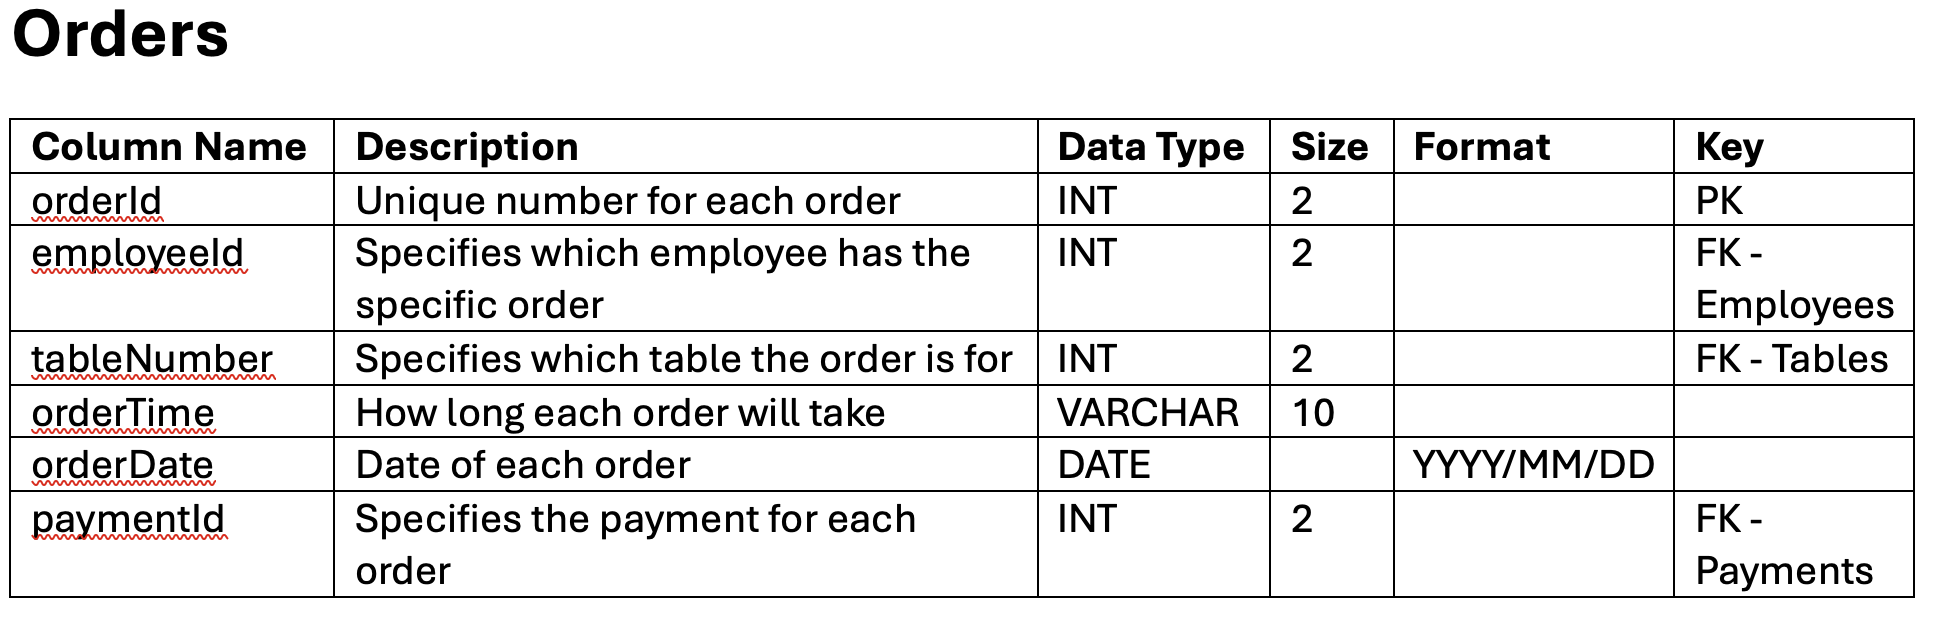 Orders
Column Name Description Data Type Size Format Key
orderId Unique number for each order INT 2 PK
employeeId Specifies which employee has the INT 2 FK -
specific order Employees
tableNumber Specifies which table the order is for INT 2 FK - Tables
orderTime How long each order will take VARCHAR 10
orderDate Date of each order DATE YYYY/MM/DD
paymentId Specifies the payment for each INT 2 FK -
order Payments